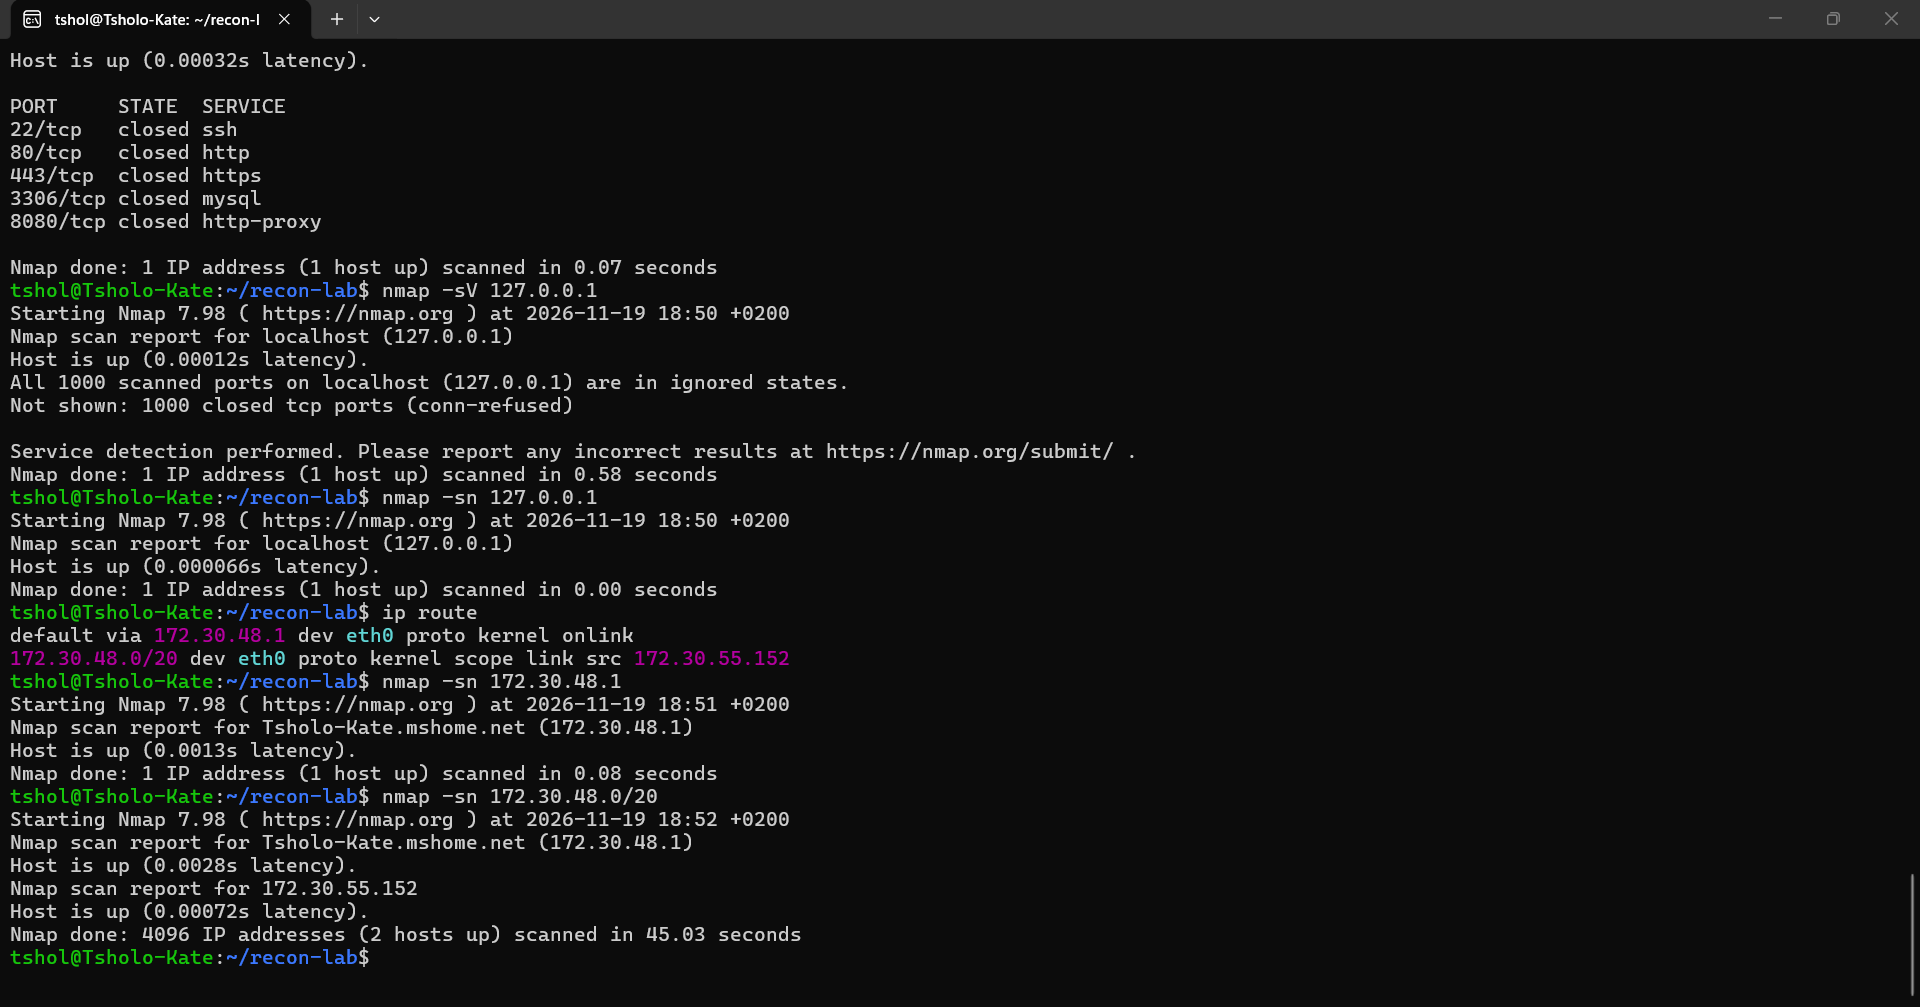 tshol@Tsholo-Kate: ~/recon-l
Host is up (0.00032s latency).
PORT     STATE  SERVICE
22/tcp   closed ssh
80/tcp   closed http
443/tcp  closed https
3306/tcp closed mysql
8080/tcp closed http-proxy
Nmap done: 1 IP address (1 host up) scanned in 0.07 seconds
tshol@Tsholo-Kate:~/recon-lab$ nmap -sV 127.0.0.1
Starting Nmap 7.98 ( https://nmap.org ) at 2026-11-19 18:50 +0200
Nmap scan report for localhost (127.0.0.1)
Host is up (0.00012s latency).
All 1000 scanned ports on localhost (127.0.0.1) are in ignored states.
Not shown: 1000 closed tcp ports (conn-refused)
Service detection performed. Please report any incorrect results at https://nmap.org/submit/ .
Nmap done: 1 IP address (1 host up) scanned in 0.58 seconds
tshol@Tsholo-Kate:~/recon-lab$ nmap -sn 127.0.0.1
Starting Nmap 7.98 ( https://nmap.org ) at 2026-11-19 18:50 +0200
Nmap scan report for localhost (127.0.0.1)
Host is up (0.000066s latency).
Nmap done: 1 IP address (1 host up) scanned in 0.00 seconds
tshol@Tsholo-Kate:~/recon-lab$ ip route
default via 172.30.48.1 dev eth0 proto kernel onlink
172.30.48.0/20 dev eth0 proto kernel scope link src 172.30.55.152
tshol@Tsholo-Kate:~/recon-lab$ nmap -sn 172.30.48.1
Starting Nmap 7.98 ( https://nmap.org ) at 2026-11-19 18:51 +0200
Nmap scan report for Tsholo-Kate.mshome.net (172.30.48.1)
Host is up (0.0013s latency).
Nmap done: 1 IP address (1 host up) scanned in 0.08 seconds
tshol@Tsholo-Kate:~/recon-lab$ nmap -sn 172.30.48.0/20
Starting Nmap 7.98 ( https://nmap.org ) at 2026-11-19 18:52 +0200
Nmap scan report for Tsholo-Kate.mshome.net (172.30.48.1)
Host is up (0.0028s latency).
Nmap scan report for 172.30.55.152
Host is up (0.00072s latency).
Nmap done: 4096 IP addresses (2 hosts up) scanned in 45.03 seconds
tshol@Tsholo-Kate:~/recon-lab$